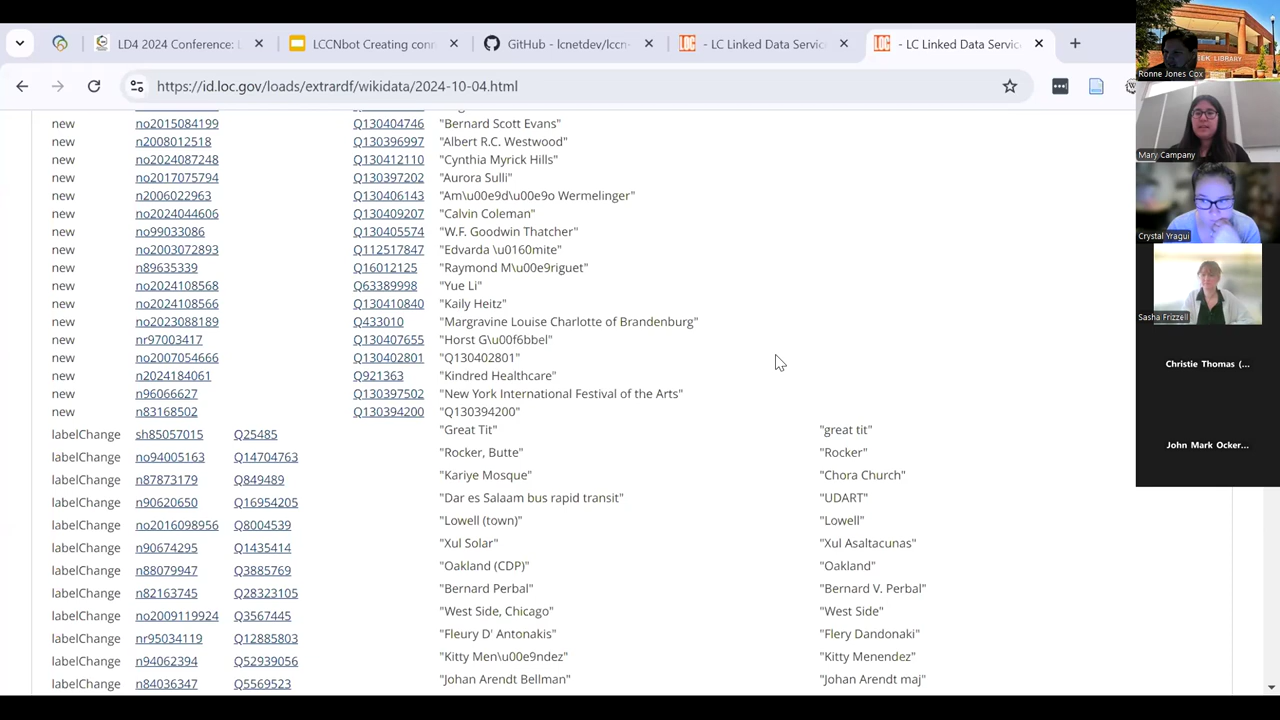 LD4 2024 Conference: L
LCCNbot Creating con
GitHub - lcnetdev/lccn-
- LC Linked Data Servic
- LC Linked Data Servic
https://id.loc.gov/loads/extrardf/wikidata/2024-10-04.html
new no2015084199 Q130404746 "Bernard Scott Evans"
new n2008012518 Q130396997 "Albert R.C. Westwood"
new no2024087248 Q130412110 "Cynthia Myrick Hills"
new no2017075794 Q130397202 "Aurora Sulli"
new n2006022963 Q130406143 "Am\u00e9d\u00e9o Wermelinger"
new no2024044606 Q130409207 "Calvin Coleman"
new no99033086 Q130405574 "W.F. Goodwin Thatcher"
new no2003072893 Q112517847 "Edvarda \u0160mite"
new n89635339 Q16012125 "Raymond M\u00e9riguet"
new no2024108568 Q63389998 "Yue Li"
new no2024108566 Q130410840 "Kaily Heitz"
new no2023088189 Q433010 "Margravine Louise Charlotte of Brandenburg"
new nr97003417 Q130407655 "Horst G\u00f6bbel"
new no2007054666 Q130402801 "Q130402801"
new n2024184061 Q921363 "Kindred Healthcare"
new n96066627 Q130397502 "New York International Festival of the Arts"
new n83168502 Q130394200 "Q130394200"
labelChange sh85057015 Q25485 "Great Tit" "great tit"
labelChange no94005163 Q14704763 "Rocker, Butte" "Rocker"
labelChange n87873179 Q849489 "Kariye Mosque" "Chora Church"
labelChange n90620650 Q16954205 "Dar es Salaam bus rapid transit" "UDART"
labelChange no2016098956 Q8004539 "Lowell (town)" "Lowell"
labelChange n90674295 Q1435414 "Xul Solar" "Xul Asaltacunas"
labelChange n88079947 Q3885769 "Oakland (CDP)" "Oakland"
labelChange n82163745 Q28323105 "Bernard Perbal" "Bernard V. Perbal"
labelChange no2009119924 Q3567445 "West Side, Chicago" "West Side"
labelChange nr95034119 Q12885803 "Fleury D' Antonakis" "Flery Dandonaki"
labelChange n94062394 Q52939056 "Kitty Men\u00e9ndez" "Kitty Menendez"
labelChange n84036347 Q5569523 "Johan Arendt Bellman" "Johan Arendt maj"
EK LIBRARY
Ronne Jones Cox
Mary Campany
Crystal Yragui
Sasha Frizzell
Christie Thomas (...
John Mark Ocker...